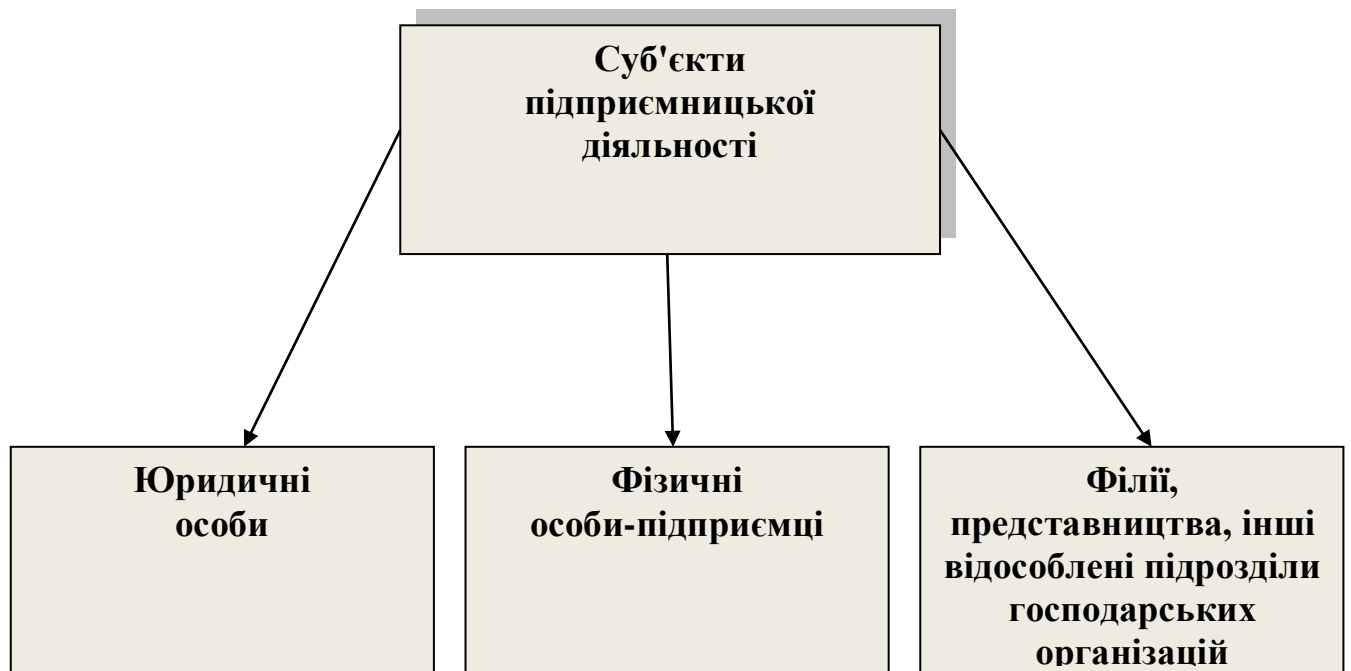 Суб'єкти
підприємницької
діяльності
Юридичні
особи
Фізичні
особи-підприємці
Філії,
представництва, інші
відособлені підрозділи
господарських
організацій